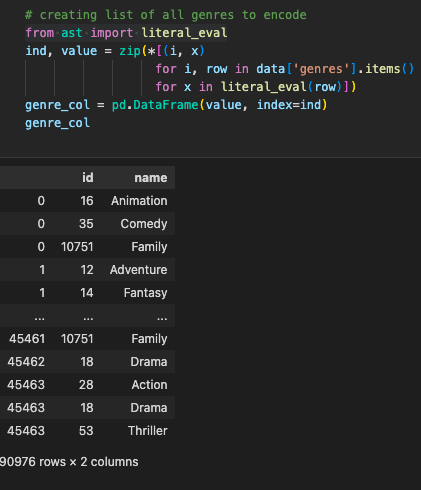 # creating list of all genres to encode
from ast import literal_eval
ind, value = zip(*[(i, x)
for i, row in data['genres'].items()
for x in literal_eval(row)])
genre_col = pd.DataFrame(value, index=ind)
genre_col
id name
0 16 Animation
0 35 Comedy
0 10751 Family
1 12 Adventure
1 14 Fantasy
... ... ...
45461 10751 Family
45462 18 Drama
45463 28 Action
45463 18 Drama
45463 53 Thriller
90976 rows × 2 columns